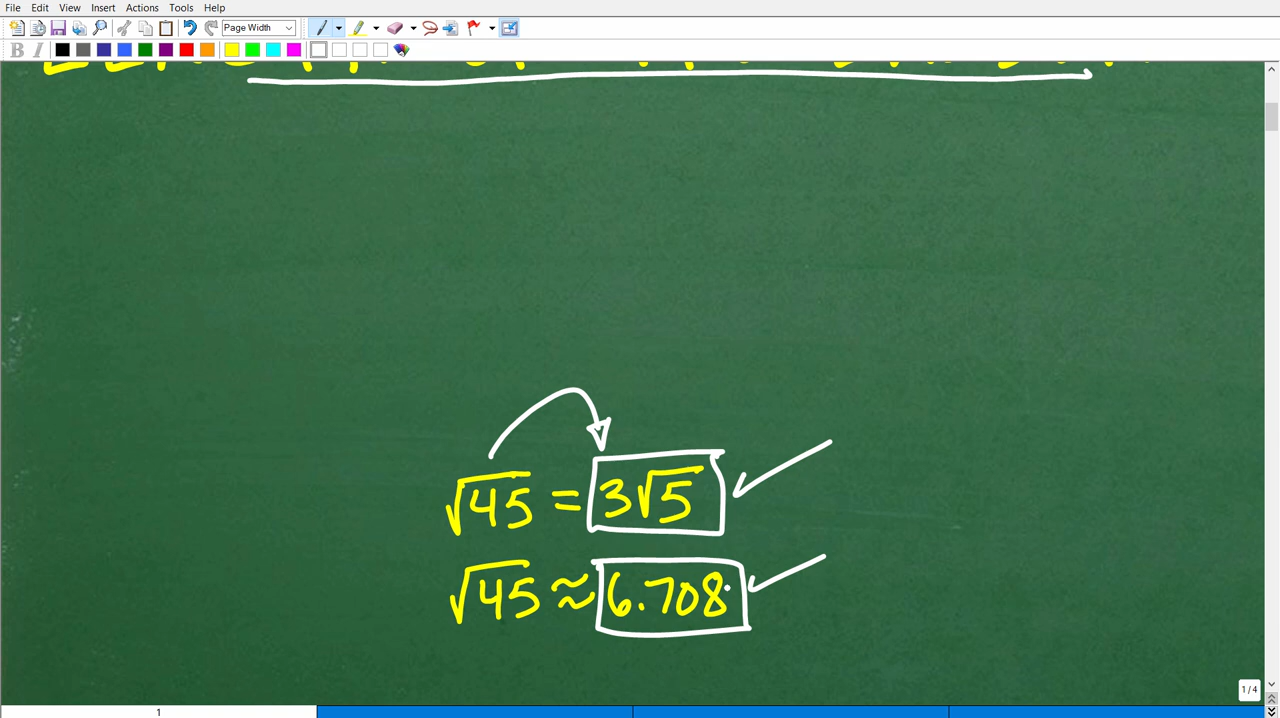 File Edit View Insert Actions Tools Help
Page Width
B I
√45 = 3√5
√45 ≈ 6.708
1/4
1